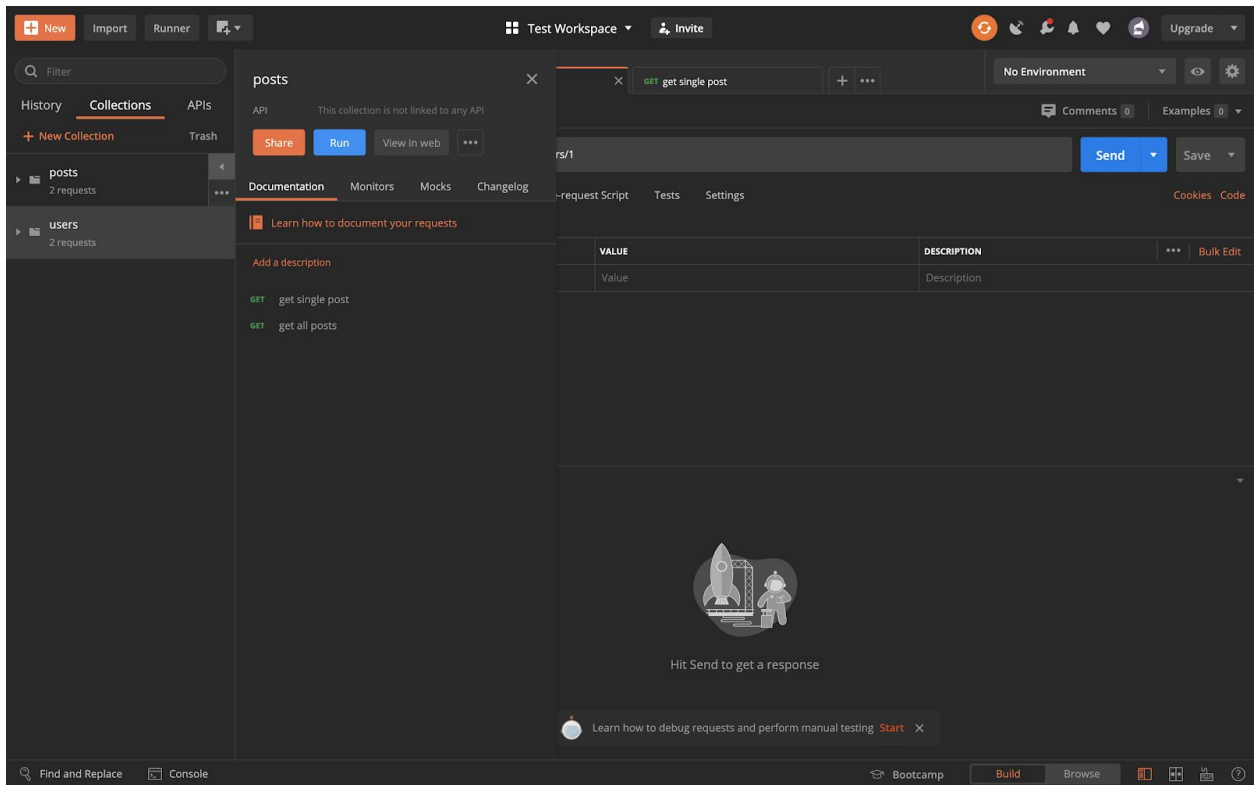 New Import Runner Test Workspace Invite Upgrade
Filter
History Collections APIs
+ New Collection Trash
posts
2 requests
users
2 requests
posts
API This collection is not linked to any API
Share Run View in web
Documentation Monitors Mocks Changelog
Learn how to document your requests
Add a description
GET get single post
GET get all posts
GET get single post
No Environment
Comments 0 Examples 0
rs/1
Send Save
-request Script Tests Settings Cookies Code
VALUE DESCRIPTION Bulk Edit
Value Description
Hit Send to get a response
Learn how to debug requests and perform manual testing Start
Find and Replace Console Bootcamp Build Browse